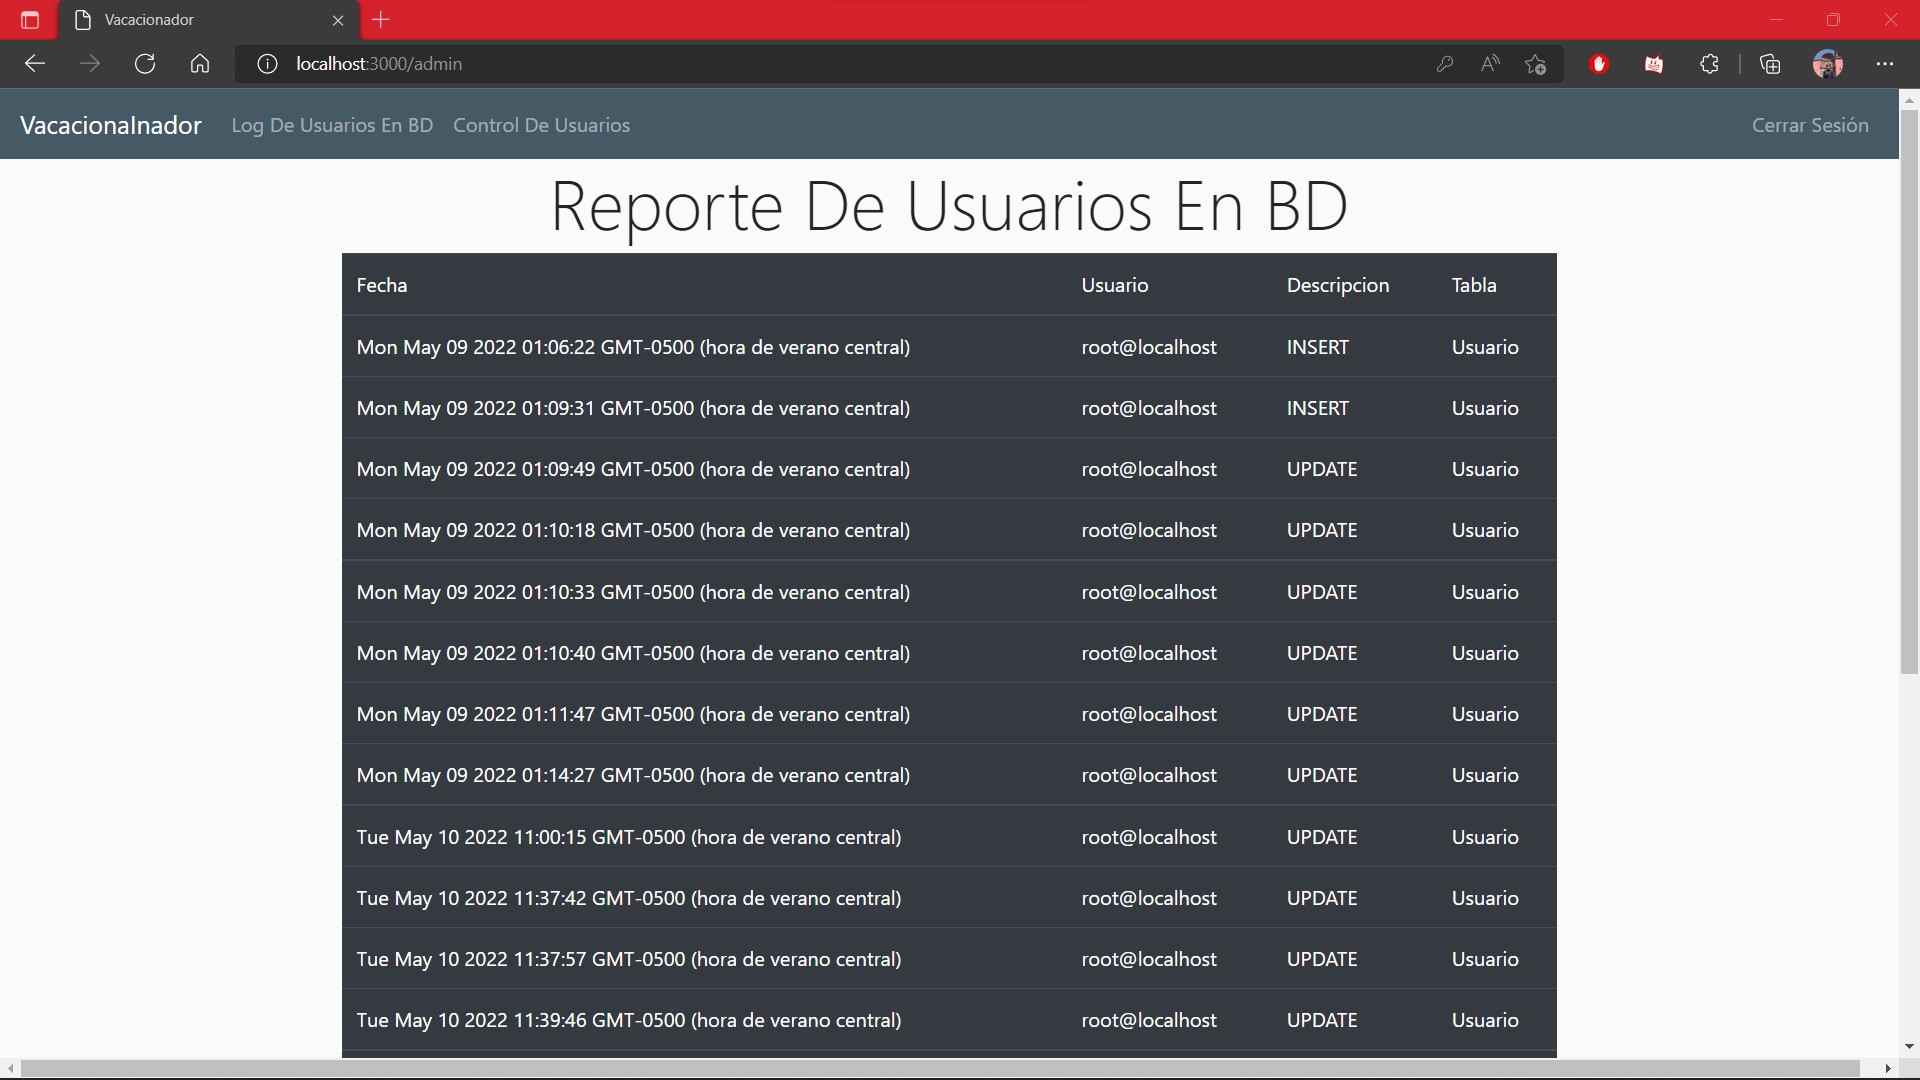 Vacacionador
localhost:3000/admin
Vacacionalnador Log De Usuarios En BD Control De Usuarios Cerrar Sesión
Reporte De Usuarios En BD
Fecha Usuario Descripcion Tabla
Mon May 09 2022 01:06:22 GMT-0500 (hora de verano central) root@localhost INSERT Usuario
Mon May 09 2022 01:09:31 GMT-0500 (hora de verano central) root@localhost INSERT Usuario
Mon May 09 2022 01:09:49 GMT-0500 (hora de verano central) root@localhost UPDATE Usuario
Mon May 09 2022 01:10:18 GMT-0500 (hora de verano central) root@localhost UPDATE Usuario
Mon May 09 2022 01:10:33 GMT-0500 (hora de verano central) root@localhost UPDATE Usuario
Mon May 09 2022 01:10:40 GMT-0500 (hora de verano central) root@localhost UPDATE Usuario
Mon May 09 2022 01:11:47 GMT-0500 (hora de verano central) root@localhost UPDATE Usuario
Mon May 09 2022 01:14:27 GMT-0500 (hora de verano central) root@localhost UPDATE Usuario
Tue May 10 2022 11:00:15 GMT-0500 (hora de verano central) root@localhost UPDATE Usuario
Tue May 10 2022 11:37:42 GMT-0500 (hora de verano central) root@localhost UPDATE Usuario
Tue May 10 2022 11:37:57 GMT-0500 (hora de verano central) root@localhost UPDATE Usuario
Tue May 10 2022 11:39:46 GMT-0500 (hora de verano central) root@localhost UPDATE Usuario